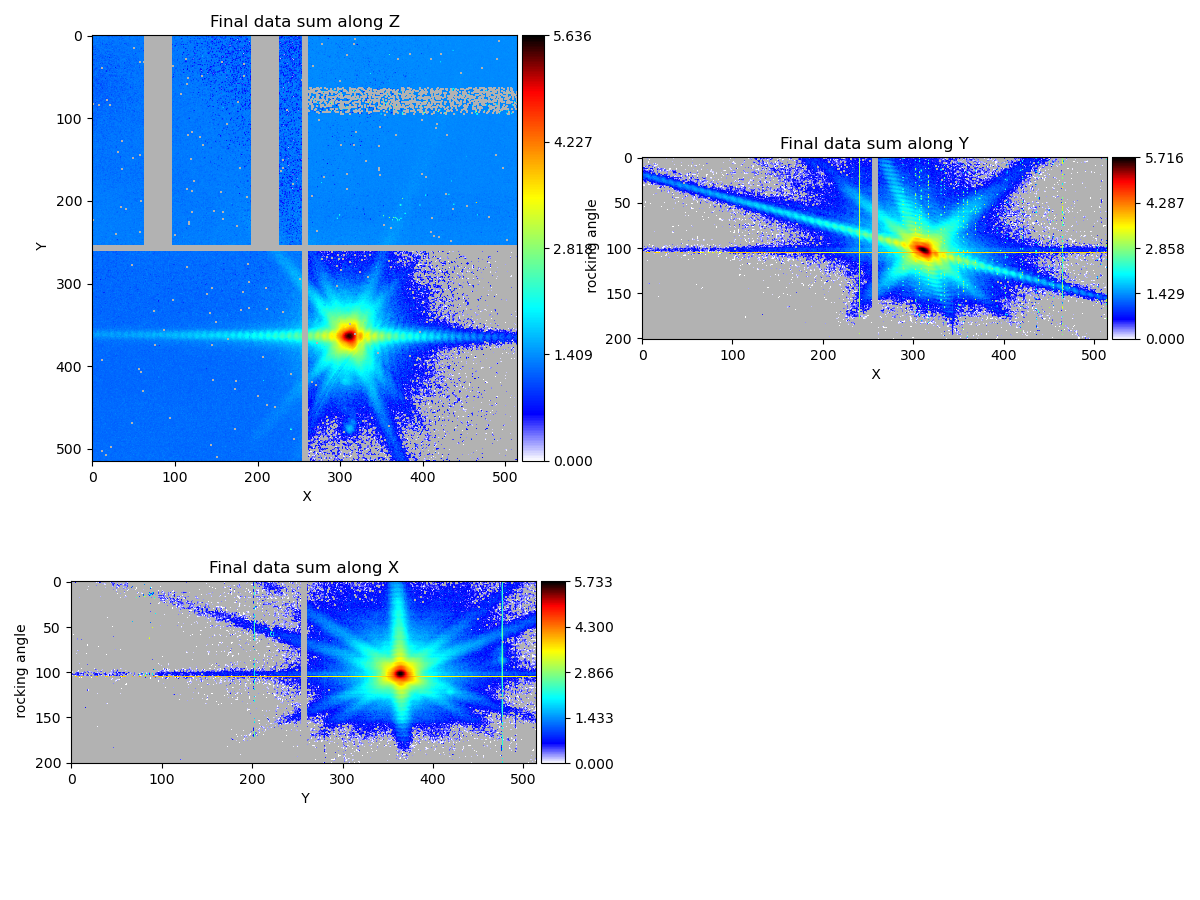 Final data sum along Z
0
100
200
300
400
500
0 100 200 300 400 500
X
Y
5.636
4.227
2.818
1.409
0.000
Final data sum along Y
0
50
100
150
200
0 100 200 300 400 500
X
rocking angle
5.716
4.287
2.858
1.429
0.000
Final data sum along X
0
50
100
150
200
0 100 200 300 400 500
Y
rocking angle
5.733
4.300
2.866
1.433
0.000